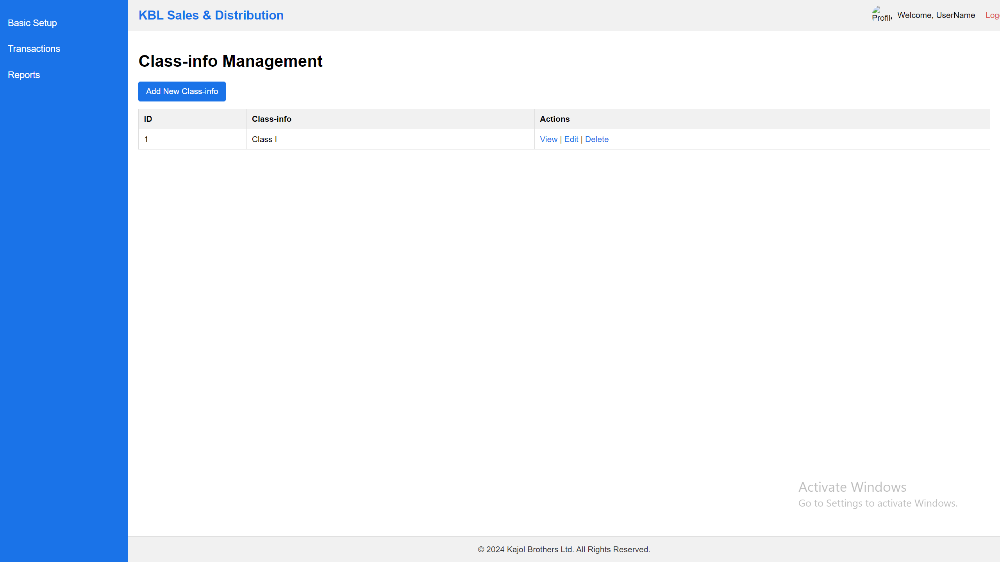 Basic Setup
Transactions
Reports
KBL Sales & Distribution
Welcome, UserName
Class-info Management
Add New Class-info
ID Class-info Actions
1 Class I View | Edit | Delete
Activate Windows
Go to Settings to activate Windows.
© 2024 Kajol Brothers Ltd. All Rights Reserved.